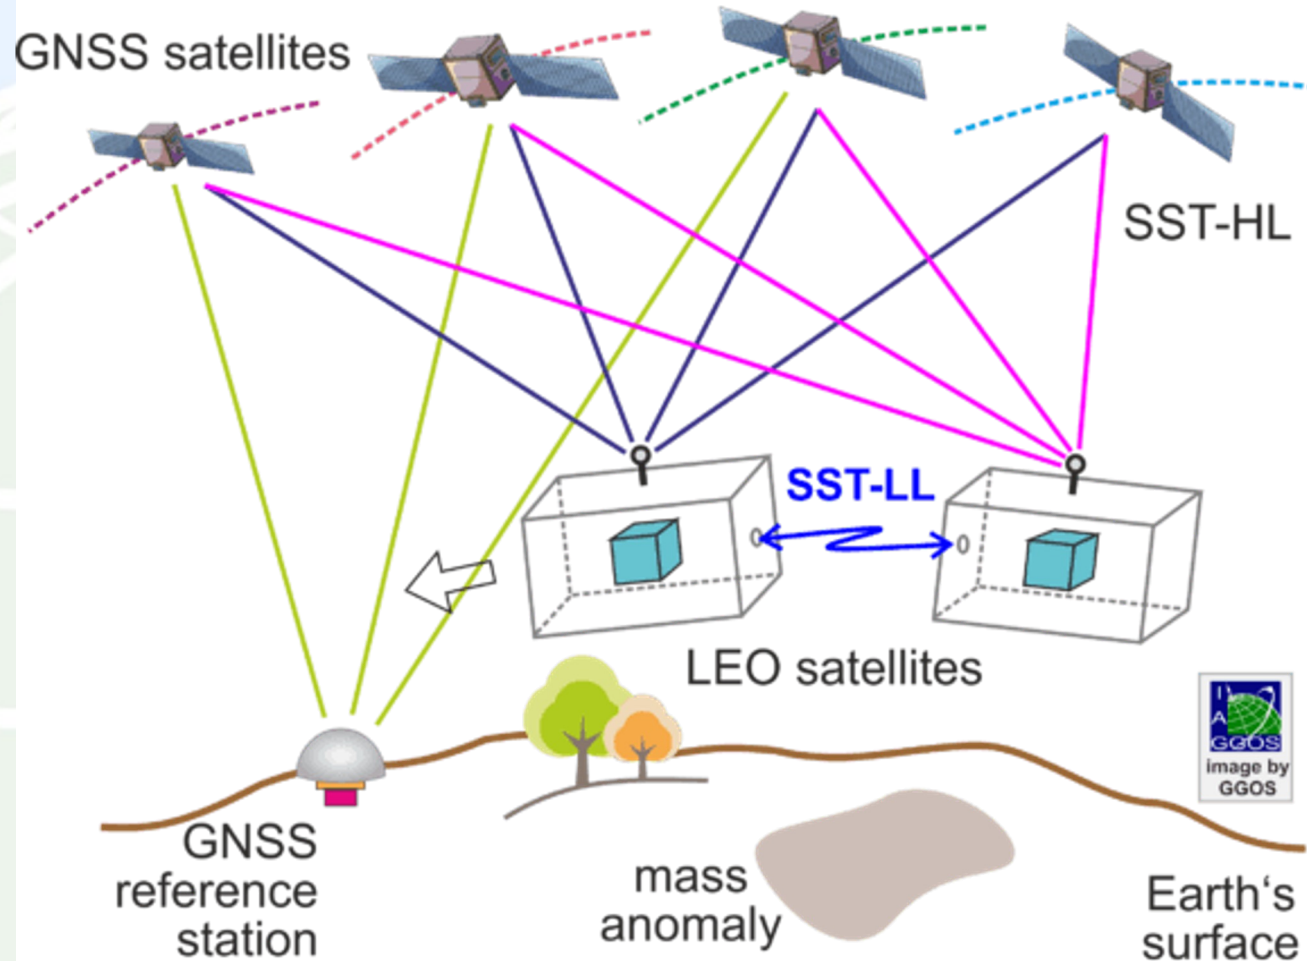 GNSS satellites
SST-HL
SST-LL
LEO satellites
I
A
GGOS
image by
GGOS
GNSS
reference
station
mass
anomaly
Earth‘s
surface